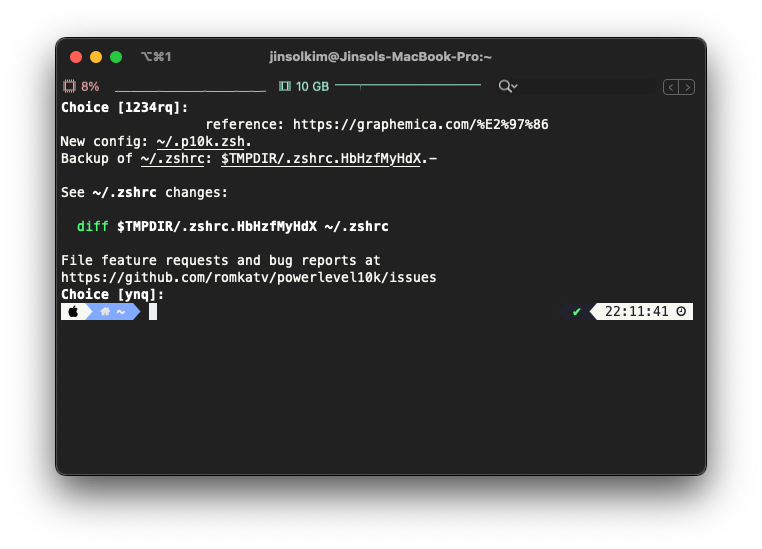 ⌥⌘1
jinsolkim@Jinsols-MacBook-Pro:~
8%
10 GB
Choice [1234rq]:
reference: https://graphemica.com/%E2%97%86
New config: ~/.p10k.zsh.
Backup of ~/.zshrc: $TMPDIR/.zshrc.HbHzfMyHdX.-
See ~/.zshrc changes:
diff $TMPDIR/.zshrc.HbHzfMyHdX ~/.zshrc
File feature requests and bug reports at
https://github.com/romkatv/powerlevel10k/issues
Choice [ynq]:
~ ✔ 22:11:41